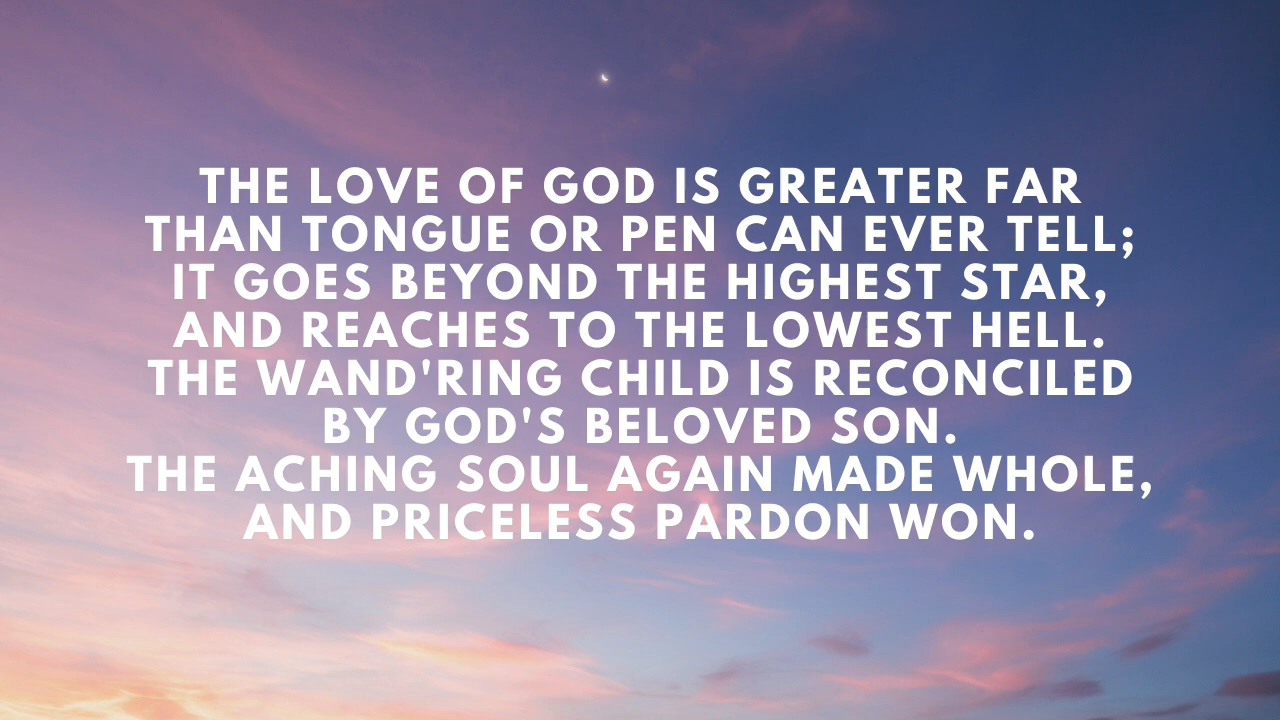 THE LOVE OF GOD IS GREATER FAR
THAN TONGUE OR PEN CAN EVER TELL;
IT GOES BEYOND THE HIGHEST STAR,
AND REACHES TO THE LOWEST HELL.
THE WAND'RING CHILD IS RECONCILED
BY GOD'S BELOVED SON.
THE ACHING SOUL AGAIN MADE WHOLE,
AND PRICELESS PARDON WON.